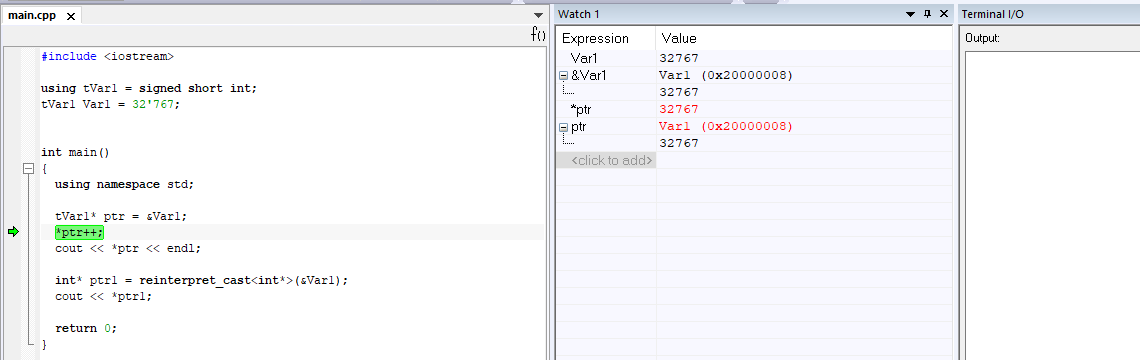 main.cpp
f()
#include <iostream>
using tVar1 = signed short int;
tVar1 Var1 = 32'767;
int main()
{
using namespace std;
tVar1* ptr = &Var1;
*ptr++;
cout << *ptr << endl;
int* ptr1 = reinterpret_cast<int*>(&Var1);
cout << *ptr1;
return 0;
}
Watch 1
Expression Value
Var1 32767
&Var1 Var1 (0x20000008)
32767
*ptr 32767
ptr Var1 (0x20000008)
32767
<click to add>
Terminal I/O
Output: